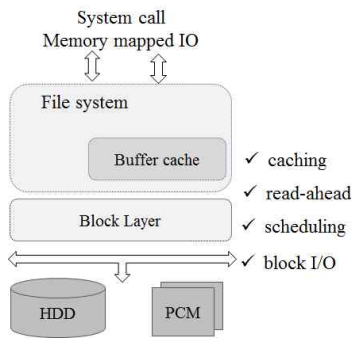 System call
Memory mapped IO
File system
Buffer cache
✓ caching
✓ read-ahead
Block Layer
✓ scheduling
✓ block I/O
HDD
PCM